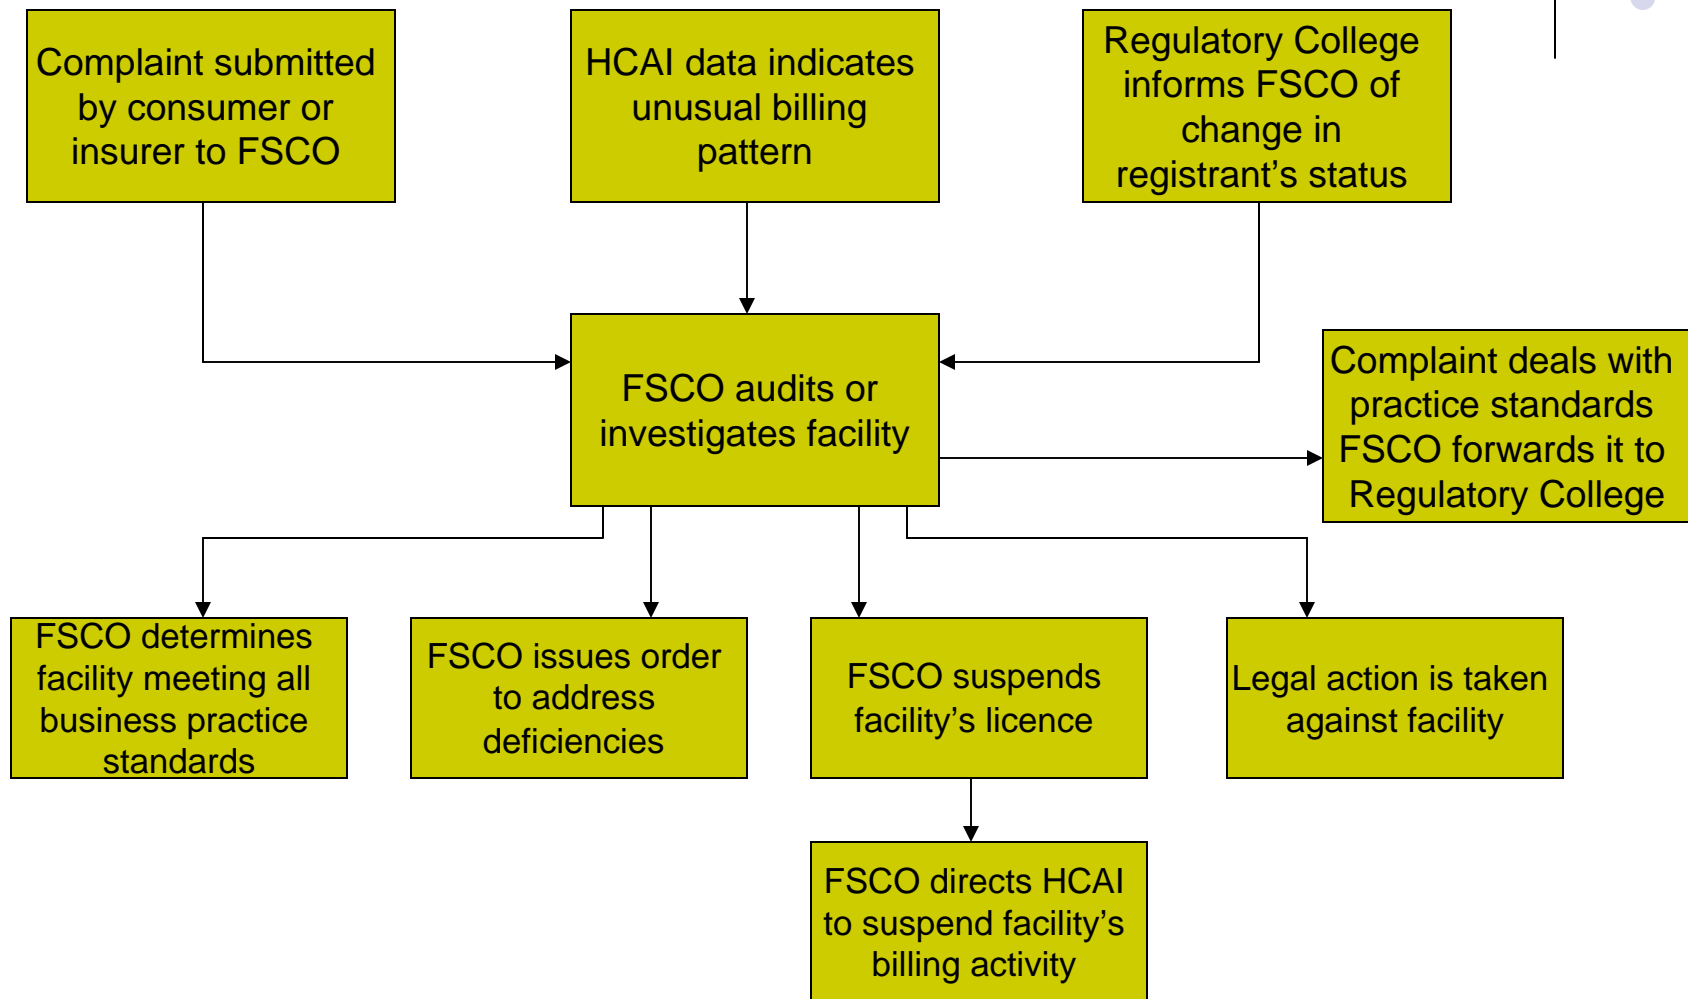 Complaint submitted
by consumer or
insurer to FSCO
HCAI data indicates
unusual billing
pattern
Regulatory College
informs FSCO of
change in
registrant’s status
FSCO audits or
investigates facility
Complaint deals with
practice standards
FSCO forwards it to
Regulatory College
FSCO determines
facility meeting all
business practice
standards
FSCO issues order
to address
deficiencies
FSCO suspends
facility’s licence
Legal action is taken
against facility
FSCO directs HCAI
to suspend facility’s
billing activity